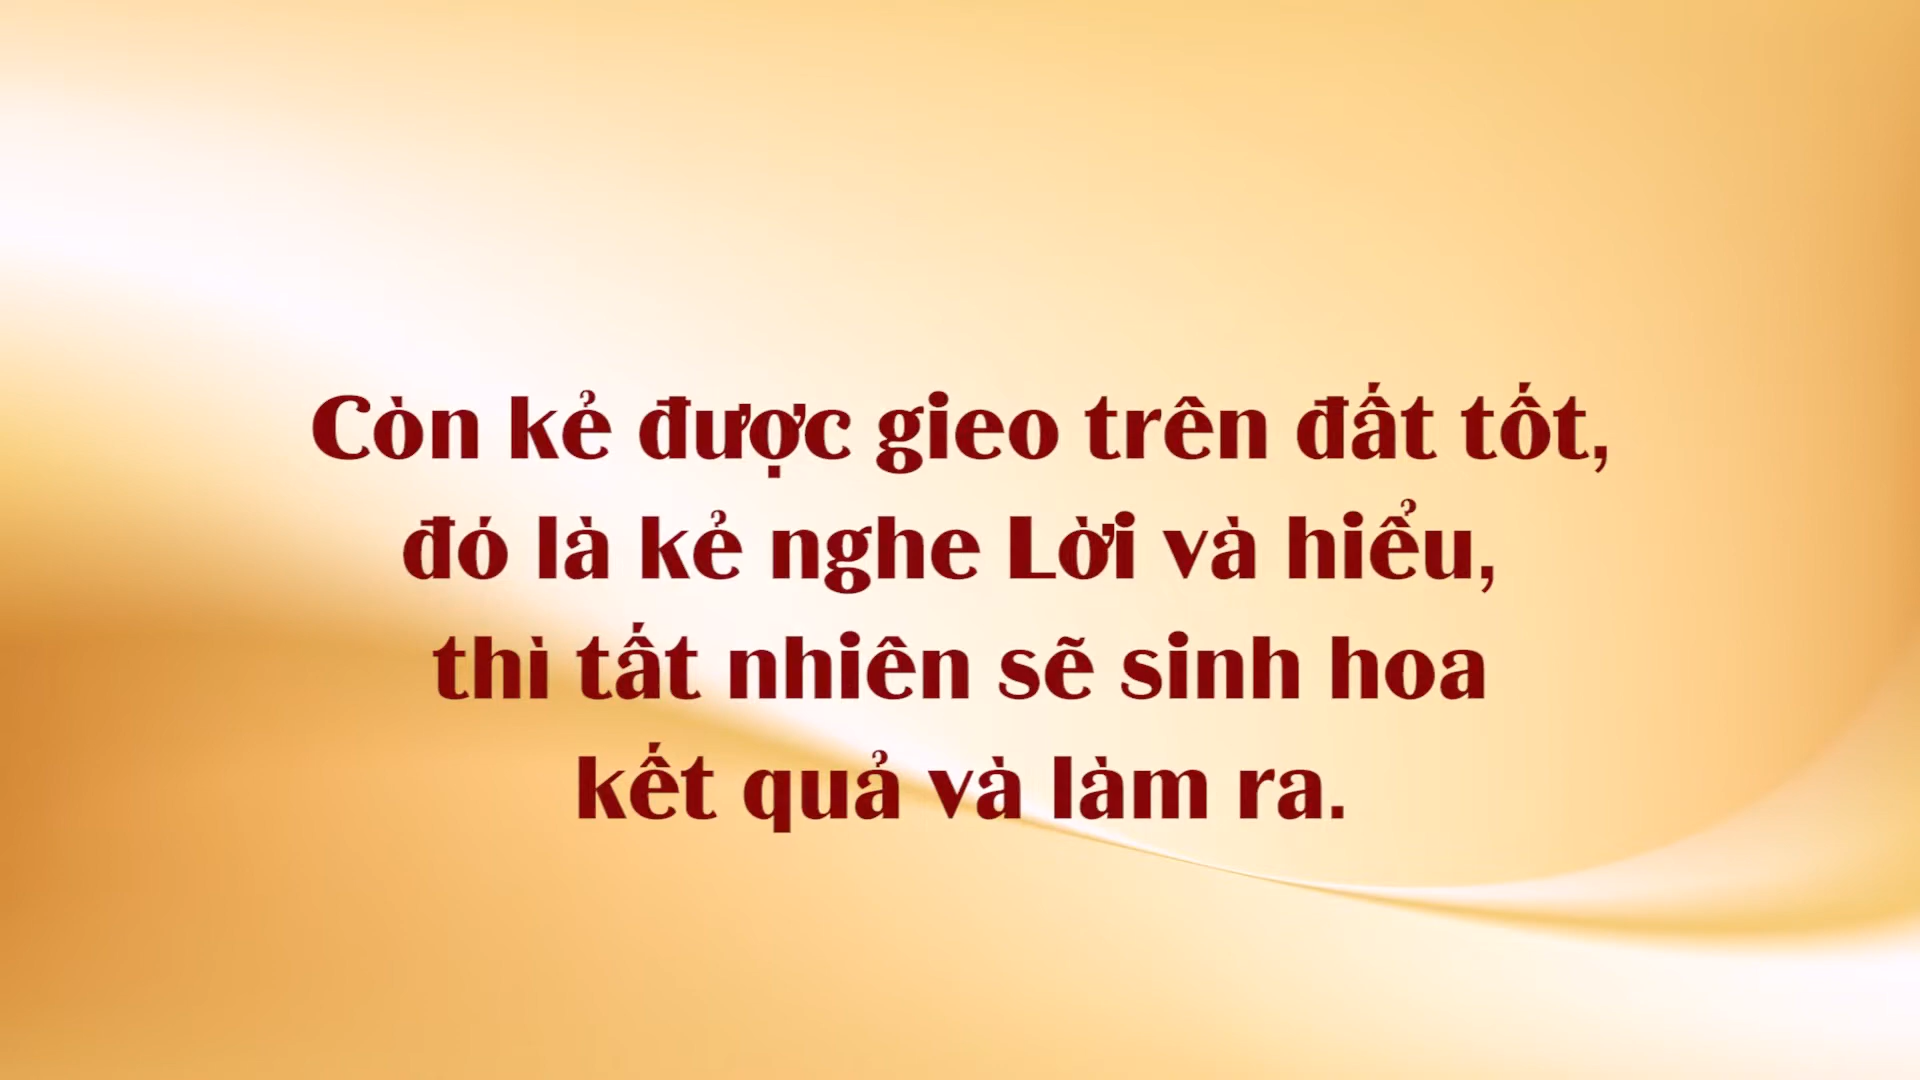 Còn kẻ được gieo trên đất tốt,
đó là kẻ nghe Lời và hiểu,
thì tất nhiên sẽ sinh hoa
kết quả và làm ra.